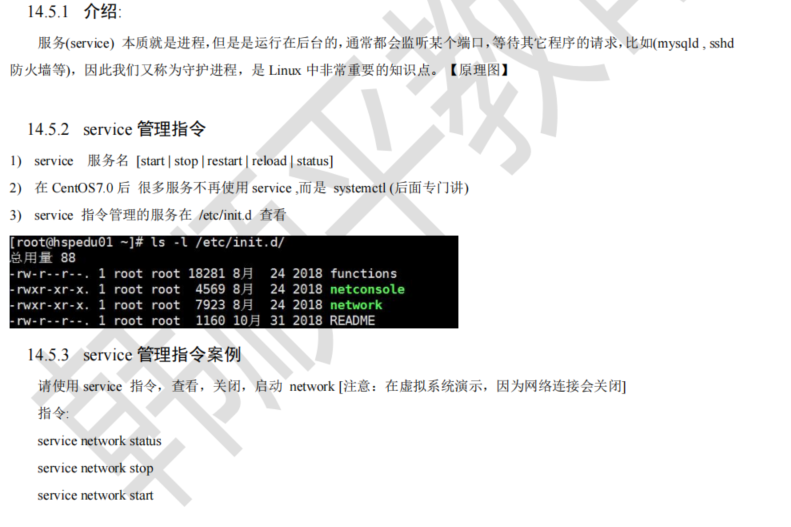 14.5.1 介绍:
服务(service) 本质就是进程,但是是运行在后台的,通常都会监听某个端口,等待其它程序的请求,比如(mysqld , sshd
防火墙等),因此我们又称为守护进程,是 Linux 中非常重要的知识点。【原理图】
14.5.2 service 管理指令
1) service 服务名 [start | stop | restart | reload | status]
2) 在 CentOS7.0 后 很多服务不再使用 service ,而是 systemctl (后面专门讲)
3) service 指令管理的服务在 /etc/init.d 查看
[root@hspedu01 ~]# ls -l /etc/init.d/
总用量 88
-rw-r--r--. 1 root root 18281 8月 24 2018 functions
-rwxr-xr-x. 1 root root 4569 8月 24 2018 netconsole
-rwxr-xr-x. 1 root root 7923 8月 24 2018 network
-rw-r--r--. 1 root root 1160 10月 31 2018 README
14.5.3 service 管理指令案例
请使用 service 指令,查看,关闭,启动 network [注意:在虚拟系统演示,因为网络连接会关闭]
指令:
service network status
service network stop
service network start
韩顺平教育